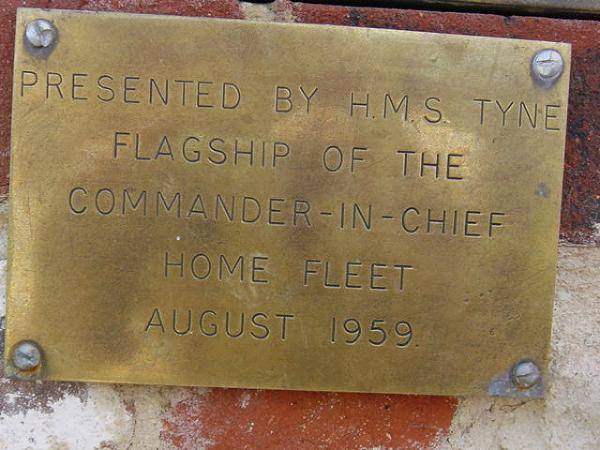 PRESENTED BY H.M.S. TYNE
FLAGSHIP OF THE
COMMANDER-IN-CHIEF
HOME FLEET
AUGUST 1959.